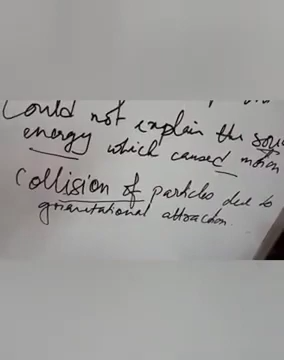 Could not explain the
energy which caused motion
Collision of particles due to
gravitational attraction.